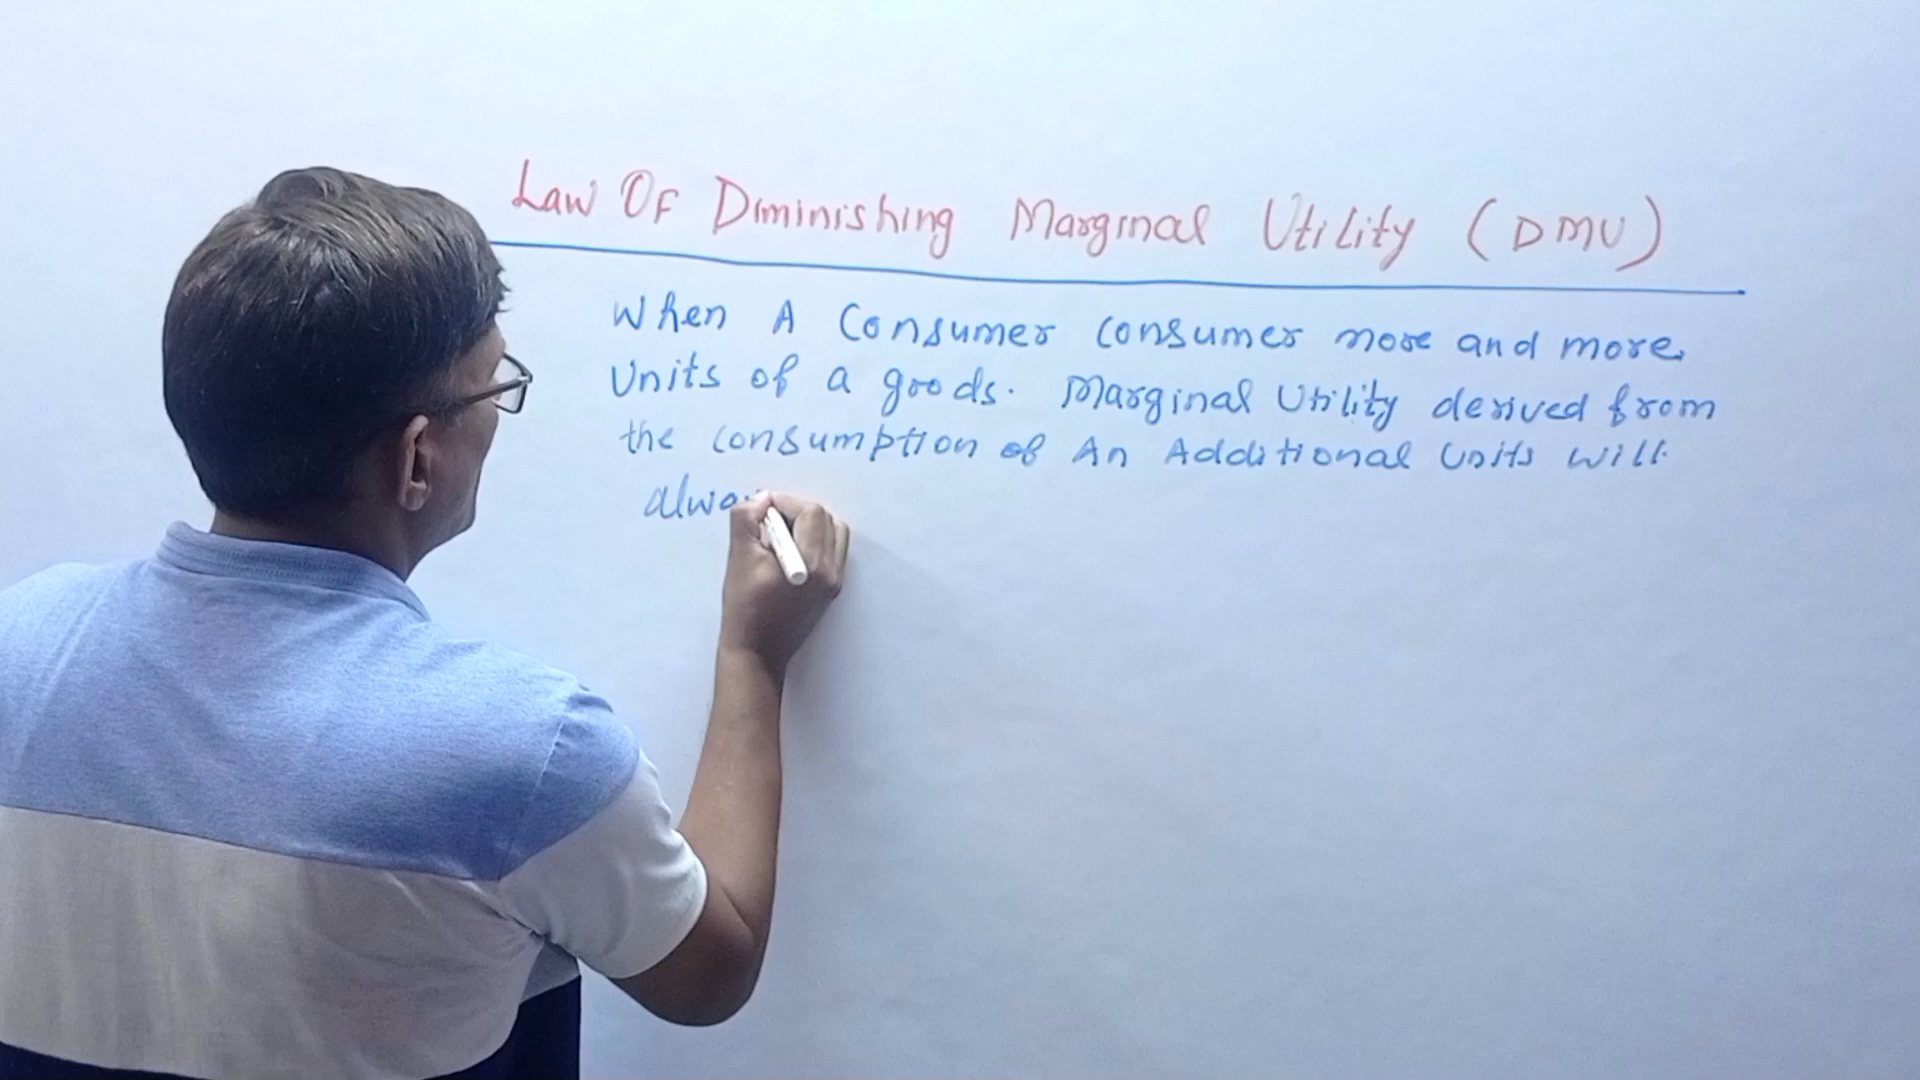 Law OF Diminishing Marginal Utility (DMU)
When A Consumer Consumer more and more.
Units of a goods. Marginal Utility derived from
the consumption of An Additional Units will.